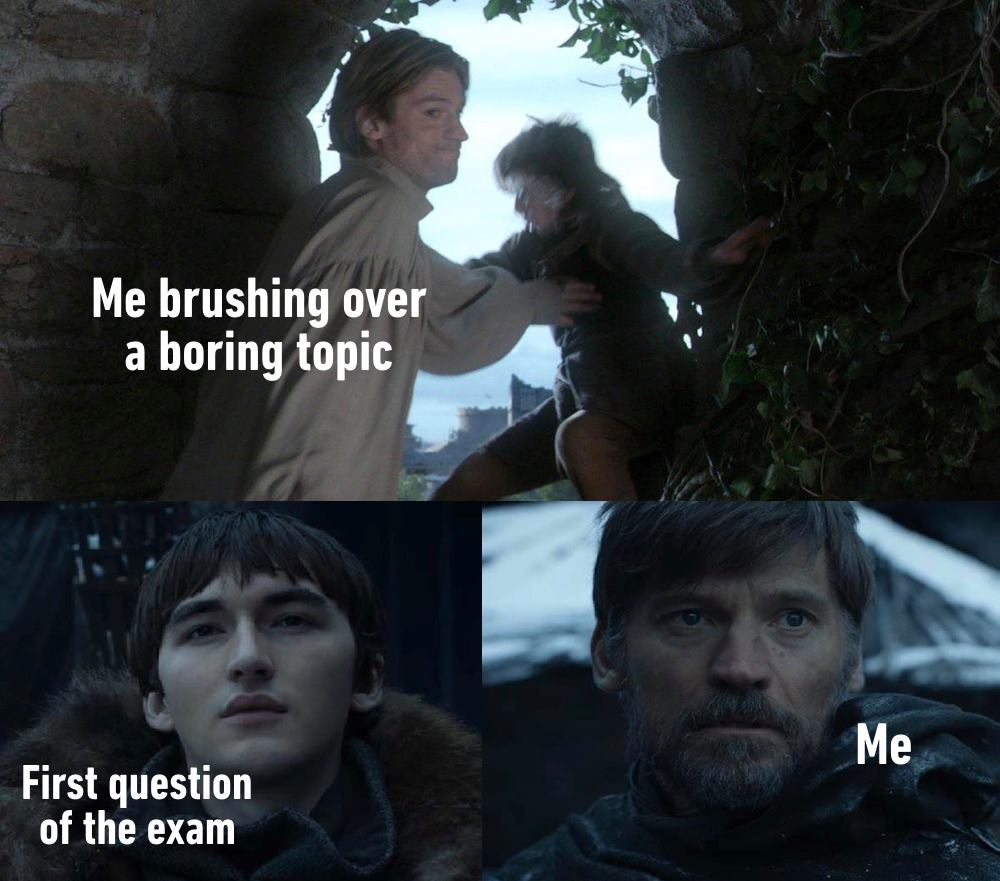 Me brushing over
a boring topic
First question
of the exam
Me